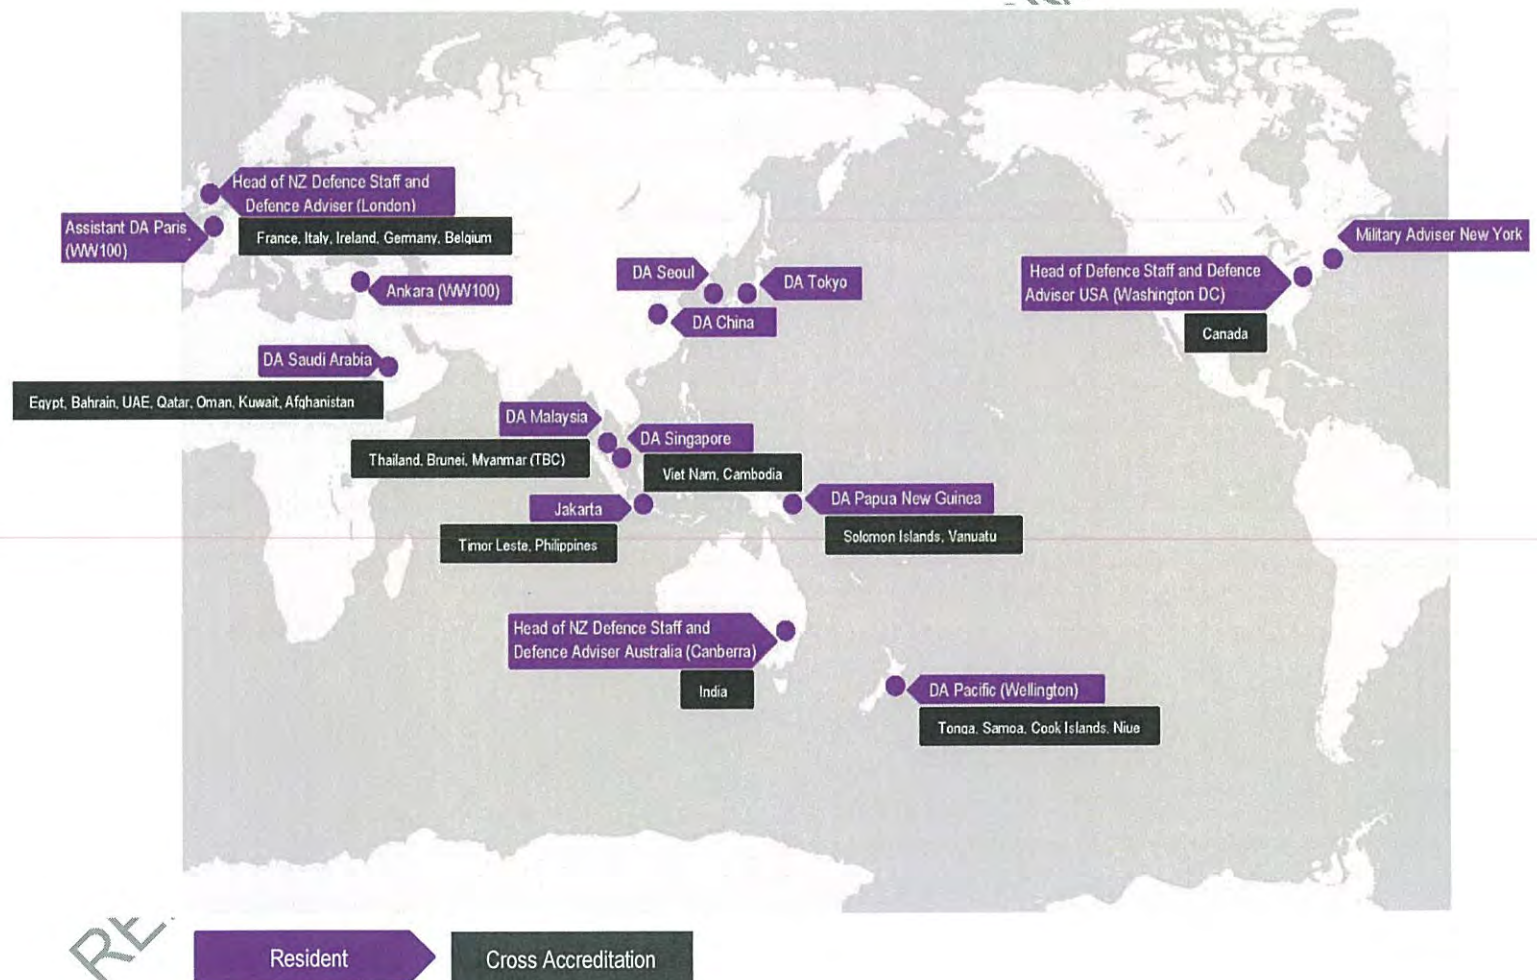 Head of NZ Defence Staff and
Defence Adviser (London)
Assistant DA Paris
(WW100)
France, Italy, Ireland, Germany, Belgium
Ankara (WW100)
DA Seoul
DA Tokyo
DA China
Military Adviser New York
Head of Defence Staff and Defence
Adviser USA (Washington DC)
Canada
DA Saudi Arabia
Egypt, Bahrain, UAE, Qatar, Oman, Kuwait, Afghanistan
DA Malaysia
DA Singapore
Thailand, Brunei, Myanmar (TBC)
Viet Nam, Cambodia
Jakarta
DA Papua New Guinea
Timor Leste, Philippines
Solomon Islands, Vanuatu
Head of NZ Defence Staff and
Defence Adviser Australia (Canberra)
India
DA Pacific (Wellington)
Tonga, Samoa, Cook Islands, Niue
RE
Resident
Cross Accreditation